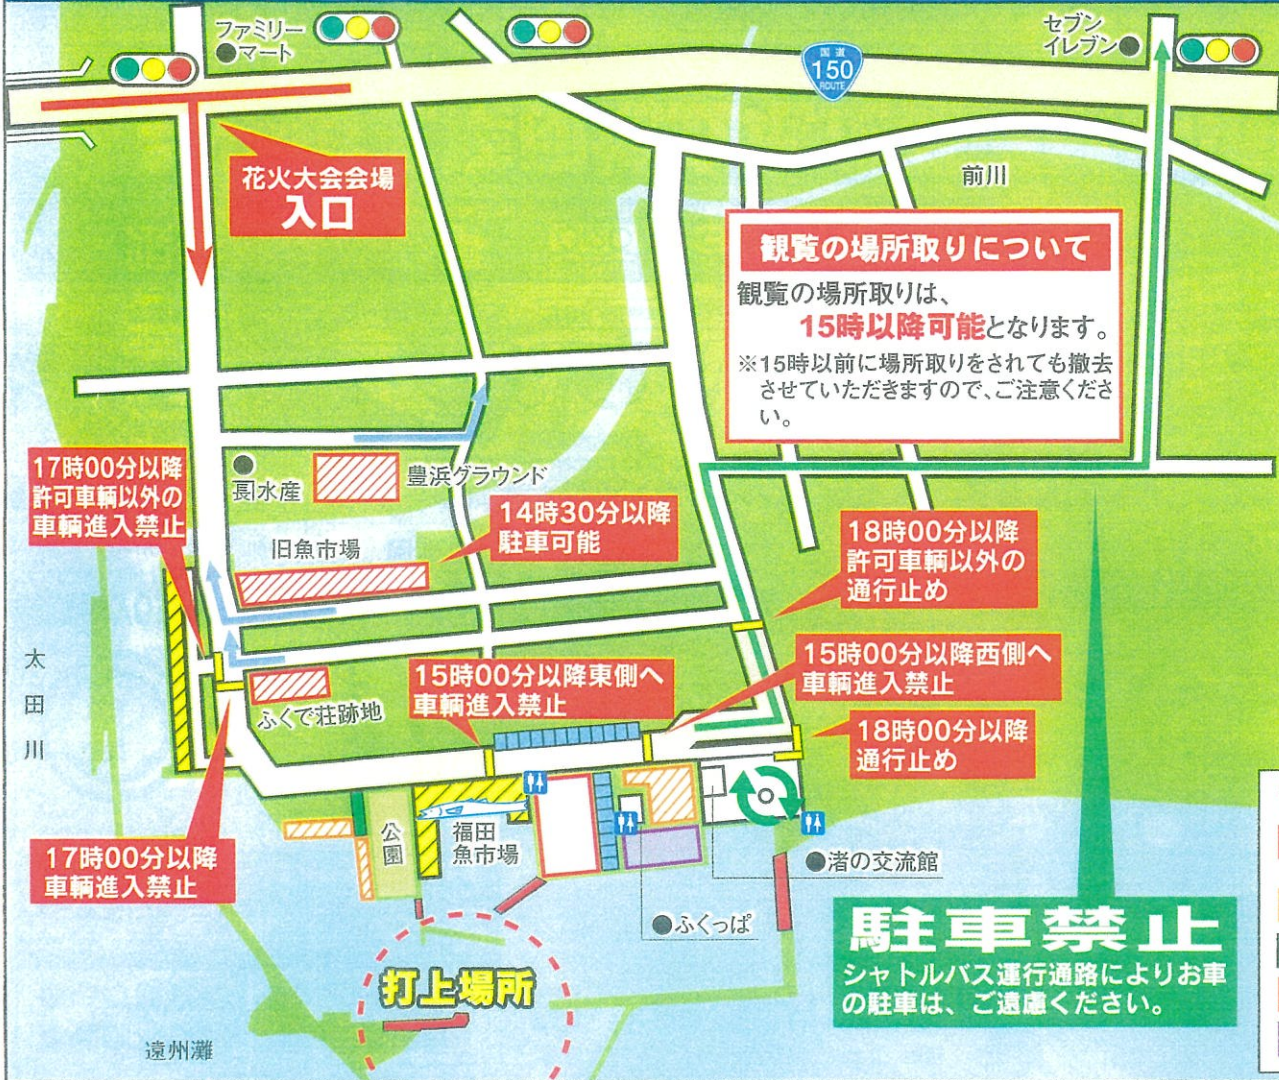 ファミリー
●マート
セブン
イレブン●
国道
150
ROUTE
花火大会会場
入口
前川
観覧の場所取りについて
観覧の場所取りは、
15時以降可能となります。
※15時以前に場所取りをされても撤去
させていただきますので、ご注意くださ
い。
17時00分以降
許可車輌以外の
車輌進入禁止
長水産
豊浜グラウンド
14時30分以降
駐車可能
旧魚市場
18時00分以降
許可車輌以外の
通行止め
太田川
15時00分以降東側へ
車輌進入禁止
15時00分以降西側へ
車輌進入禁止
ふくで荘跡地
18時00分以降
通行止め
17時00分以降
車輌進入禁止
公園
福田
魚市場
●渚の交流館
●ふくっぱ
駐車禁止
シャトルバス運行通路によりお車
の駐車は、ご遠慮ください。
打上場所
遠州灘